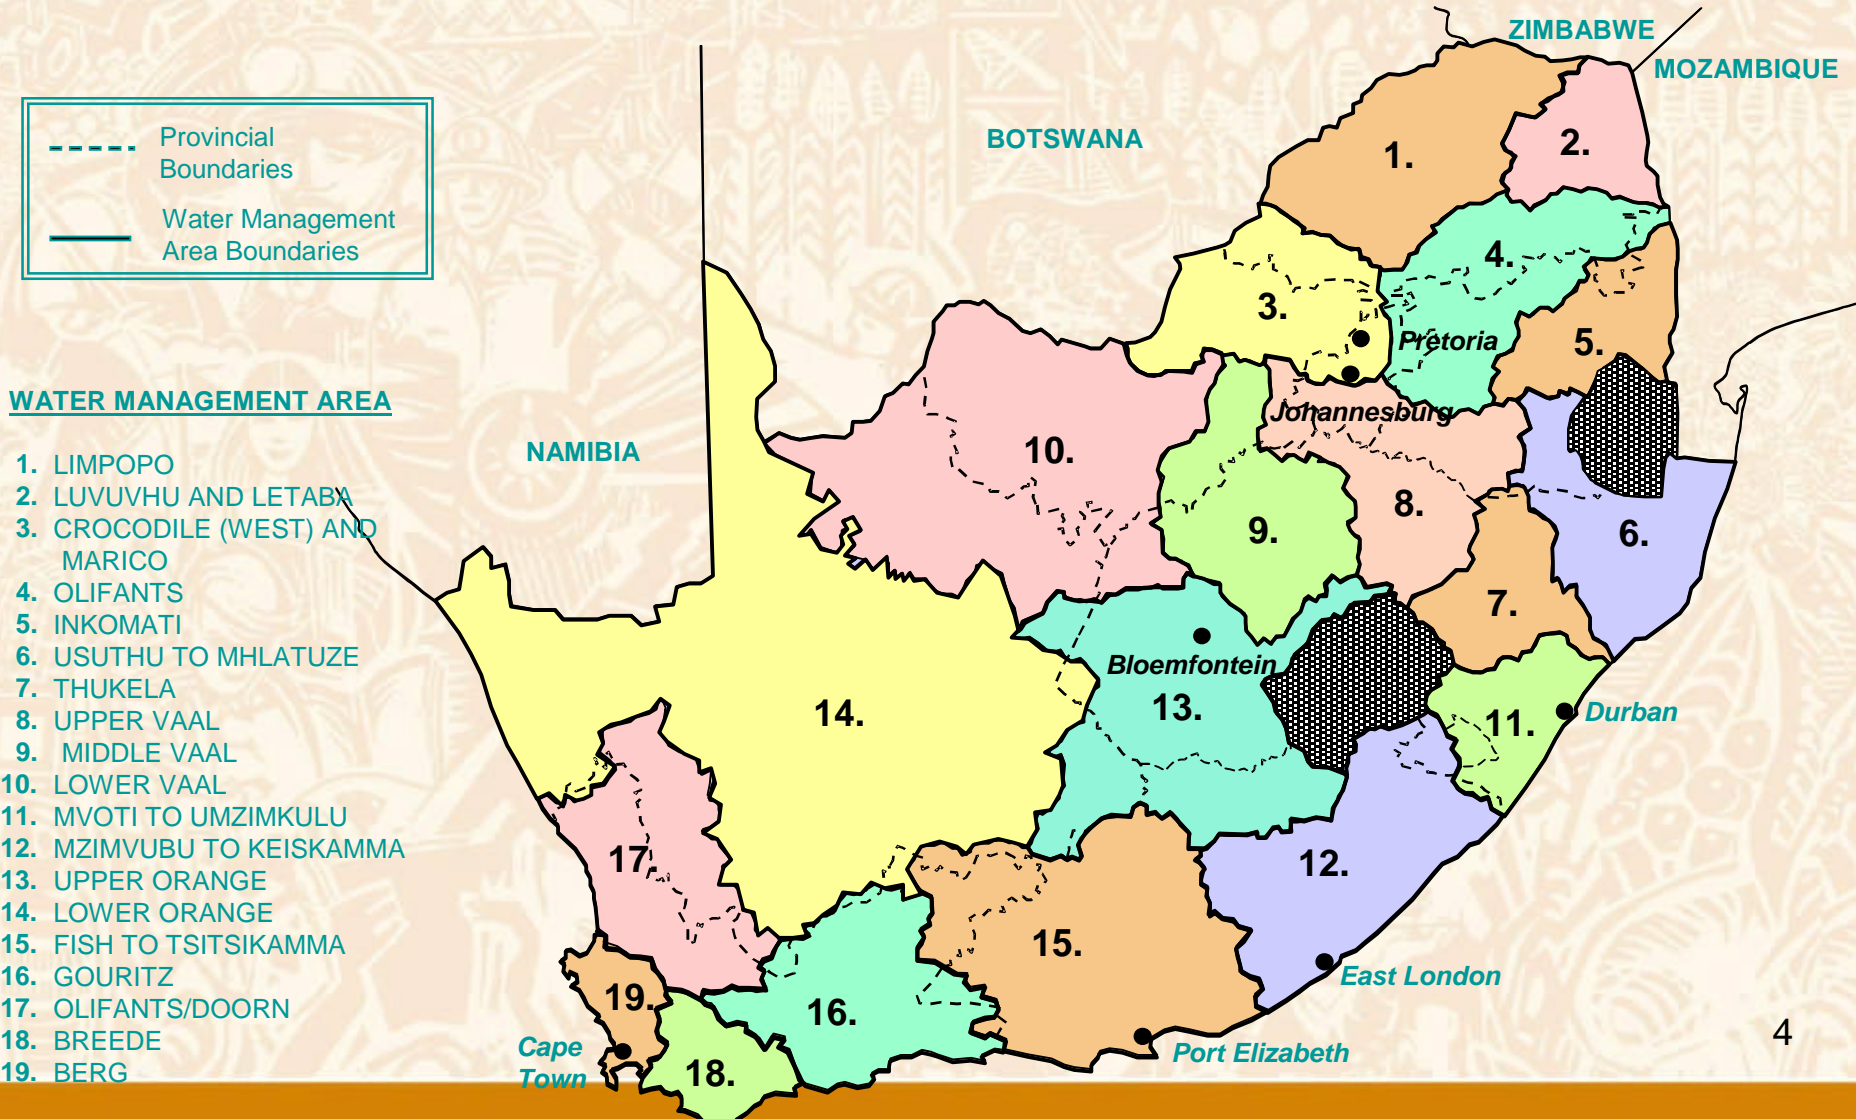 ZIMBABWE
MOZAMBIQUE
BOTSWANA
Provincial
Boundaries
Water Management
Area Boundaries
NAMIBIA
WATER MANAGEMENT AREA
1. LIMPOPO
2. LUVUVHU AND LETABA
3. CROCODILE (WEST) AND
MARICO
4. OLIFANTS
5. INKOMATI
6. USUTHU TO MHLATUZE
7. THUKELA
8. UPPER VAAL
9. MIDDLE VAAL
10. LOWER VAAL
11. MVOTI TO UMZIMKULU
12. MZIMVUBU TO KEISKAMMA
13. UPPER ORANGE
14. LOWER ORANGE
15. FISH TO TSITSIKAMMA
16. GOURITZ
17. OLIFANTS/DOORN
18. BREEDE
19. BERG
1.
2.
3.
4.
5.
Pretoria
Johannesburg
10.
8.
9.
6.
7.
Bloemfontein
13.
14.
11.
Durban
17.
12.
15.
East London
19.
16.
Port Elizabeth
Cape
Town
18.
4